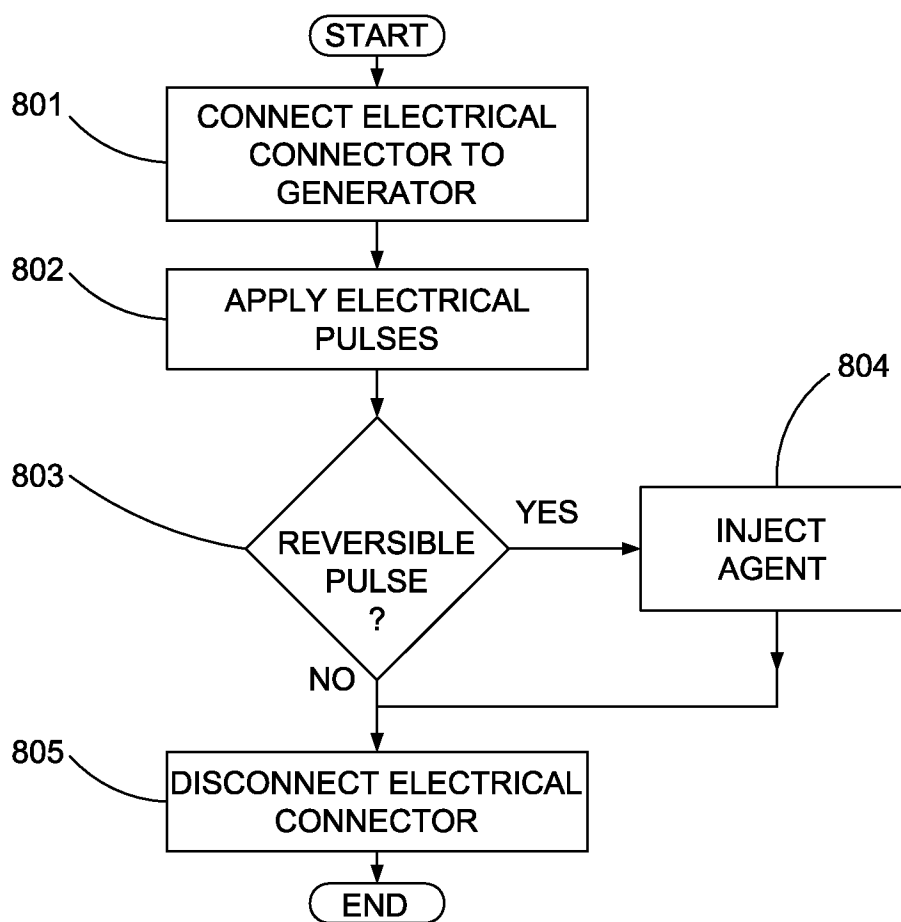 START
801
CONNECT ELECTRICAL
CONNECTOR TO
GENERATOR
802
APPLY ELECTRICAL
PULSES
803
REVERSIBLE
PULSE
?
YES
804
INJECT
AGENT
NO
805
DISCONNECT ELECTRICAL
CONNECTOR
END